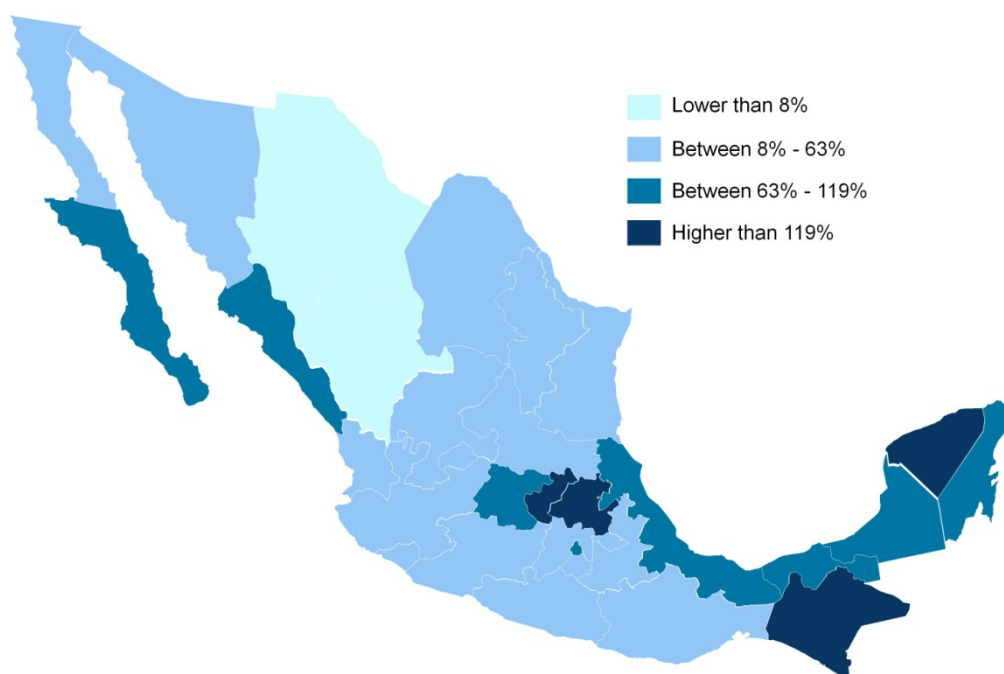 Lower than 8%
Between 8% - 63%
Between 63% - 119%
Higher than 119%